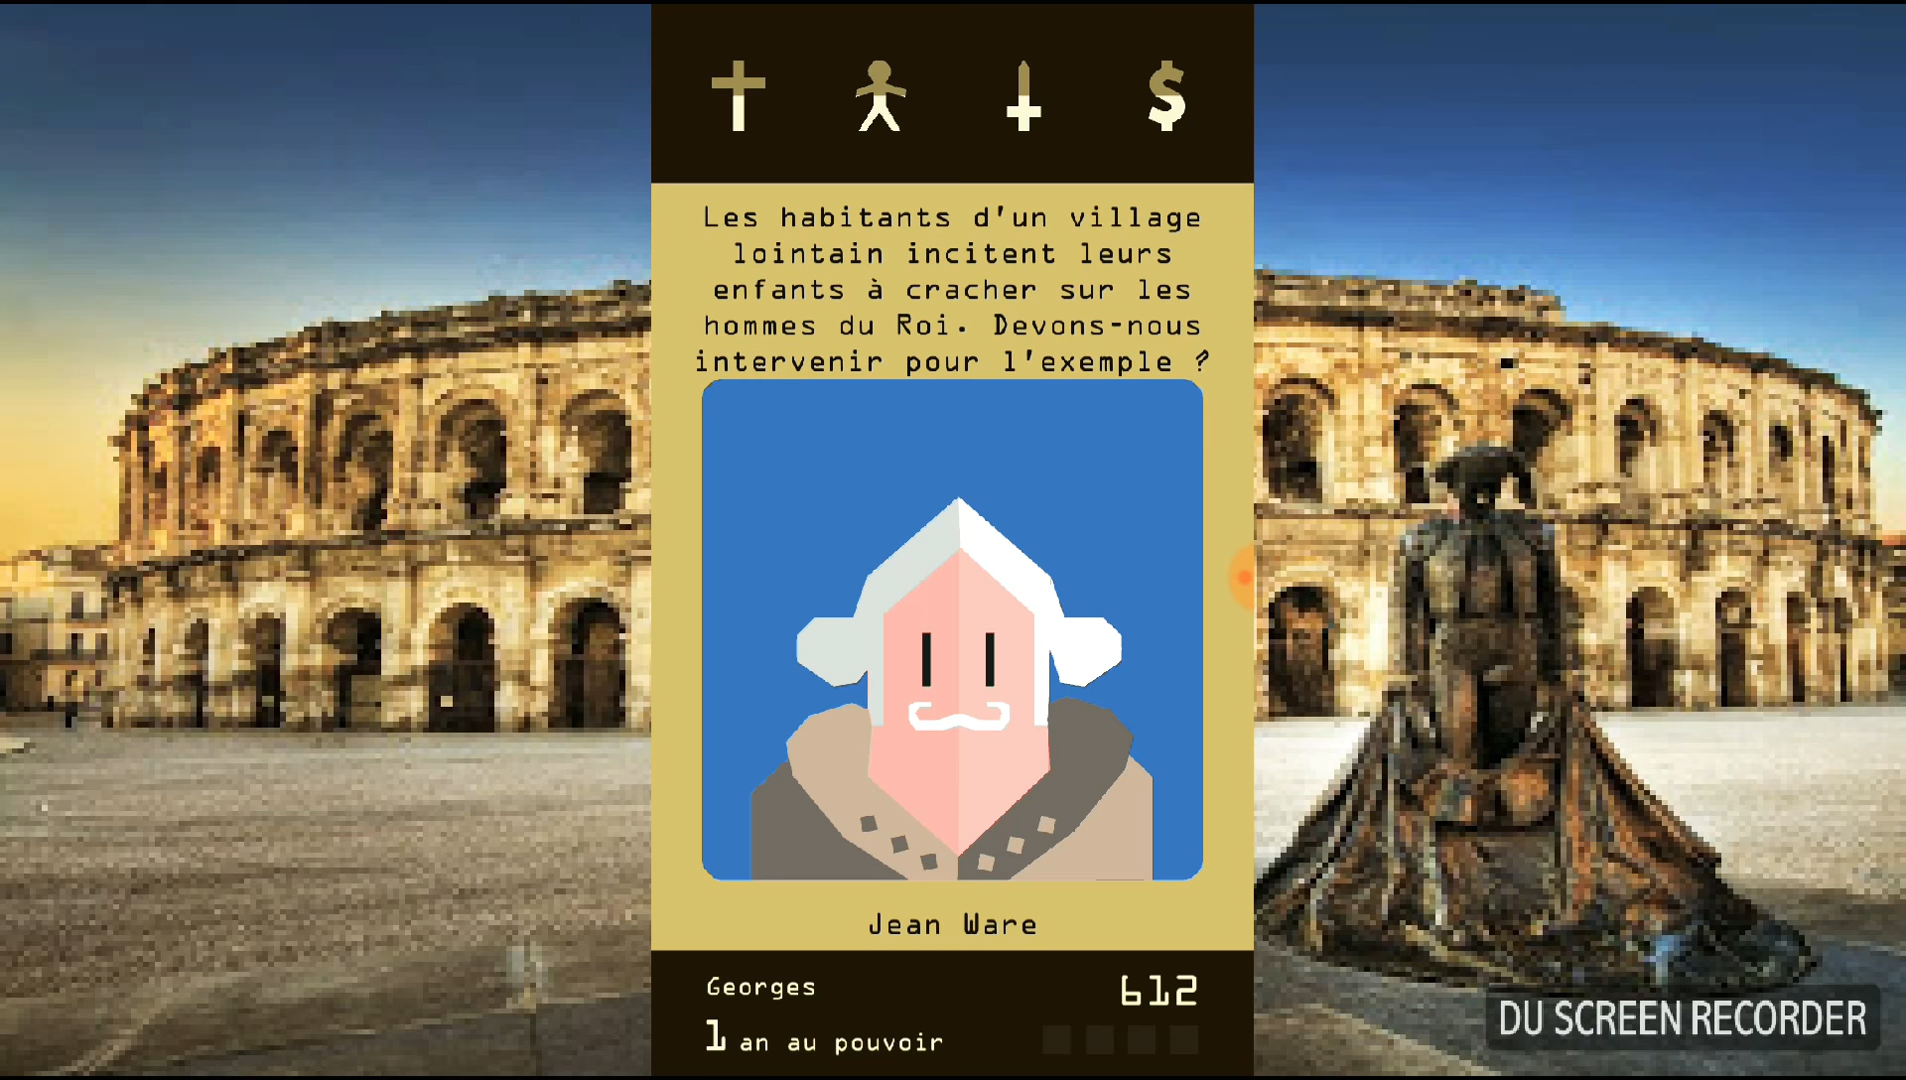 Les habitants d'un village
lointain incitent leurs
enfants à cracher sur les
hommes du Roi. Devons-nous
intervenir pour l'exemple ?
Jean Ware
Georges
612
1 an au pouvoir
DU SCREEN RECORDER